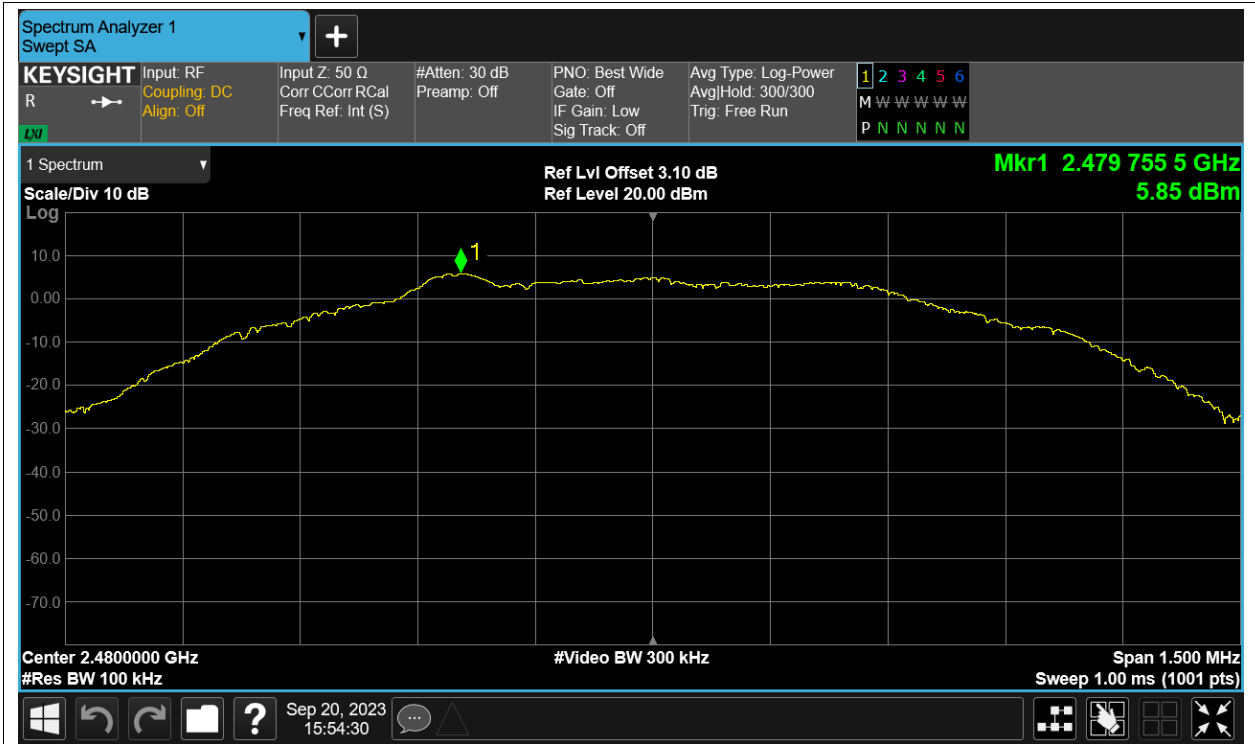 Spectrum Analyzer 1
Swept SA
KEYSIGHT
R
LXI
Input: RF
Coupling: DC
Align: Off
Input Z: 50 Ω
Corr CCorr RCal
Freq Ref: Int (S)
#Atten: 30 dB
Preamp: Off
PNO: Best Wide
Gate: Off
IF Gain: Low
Sig Track: Off
Avg Type: Log-Power
Avg|Hold: 300/300
Trig: Free Run
1 2 3 4 5 6
M W W W W W
P N N N N N
1 Spectrum
Scale/Div 10 dB
Log
Ref Lvl Offset 3.10 dB
Ref Level 20.00 dBm
Mkr1 2.479 755 5 GHz
5.85 dBm
1
10.0
0.00
-10.0
-20.0
-30.0
-40.0
-50.0
-60.0
-70.0
Center 2.4800000 GHz
#Res BW 100 kHz
#Video BW 300 kHz
Span 1.500 MHz
Sweep 1.00 ms (1001 pts)
?
Sep 20, 2023
15:54:30